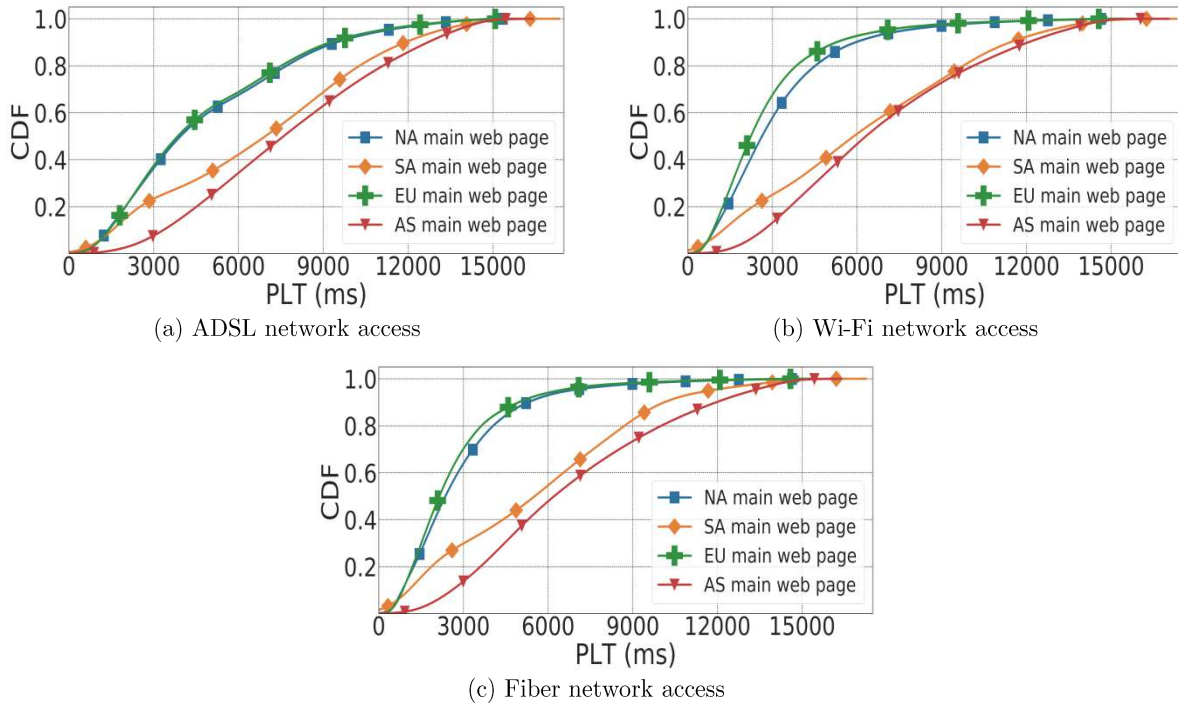 CDF
1.0
0.8
0.6
0.4
0.2
0 3000 6000 9000 12000 15000
PLT (ms)
NA main web page
SA main web page
EU main web page
AS main web page
(a) ADSL network access
CDF
1.0
0.8
0.6
0.4
0.2
0 3000 6000 9000 12000 15000
PLT (ms)
NA main web page
SA main web page
EU main web page
AS main web page
(b) Wi-Fi network access
CDF
1.0
0.8
0.6
0.4
0.2
0 3000 6000 9000 12000 15000
PLT (ms)
NA main web page
SA main web page
EU main web page
AS main web page
(c) Fiber network access